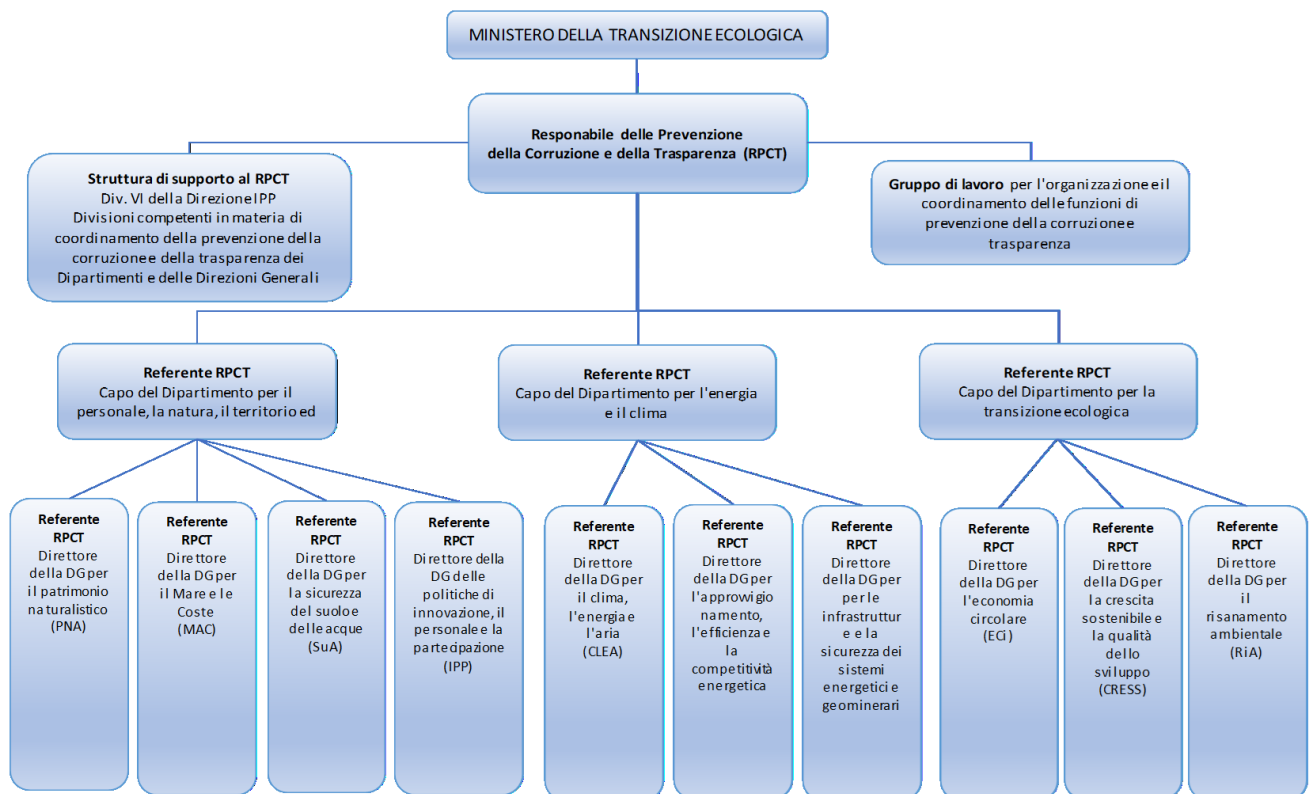 MINISTERO DELLA TRANSIZIONE ECOLOGICA
Responabile delle Prevenzione
della Corruzione e della Trasparenza (RPCT)
Struttura di supporto al RPCT
Div. VI della Direzione IPP
Divisioni competenti in materia di
coordinamento della prevenzione della
corruzione e della trasparenza dei
Dipartimenti e delle Direzioni Generali
Gruppo di lavoro per l'organizzazione e il
coordinamento delle funzioni di
prevenzione della corruzione e
trasparenza
Referente RPCT
Capo del Dipartimento per il
personale, la natura, il territorio ed
Referente RPCT
Capo del Dipartimento per l'energia
e il clima
Referente RPCT
Capo del Dipartimento per la
transizione ecologica
Referente
RPCT
Direttore
della DG per
il patrimonio
naturalistico
(PNA)
Referente
RPCT
Direttore
della DG per
il Mare e le
Coste
(MAC)
Referente
RPCT
Direttore
della DG per
la sicurezza
del suolo e
delle acque
(SuA)
Referente
RPCT
Direttore della
DG delle
politiche di
innovazione, il
personale e la
partecipazione
(IPP)
Referente
RPCT
Direttore
della DG per
il clima,
l'energia e
l'aria
(CLEA)
Referente
RPCT
Direttore
della DG per
l'approvvigio
namento,
l'efficienza e
la
competitività
energetica
Referente
RPCT
Direttore
della DG per
per le
infrastruttur
e e la
sicurezza dei
sistemi
energetici e
geominerari
Referente
RPCT
Direttore
della DG per
l'economia
circolare
(ECi)
Referente
RPCT
Direttore
della DG per
la crescita
sostenibile e
la qualità
dello
sviluppo
(CRESS)
Referente
RPCT
Direttore
della DG per
il
risanamento
ambientale
(RiA)